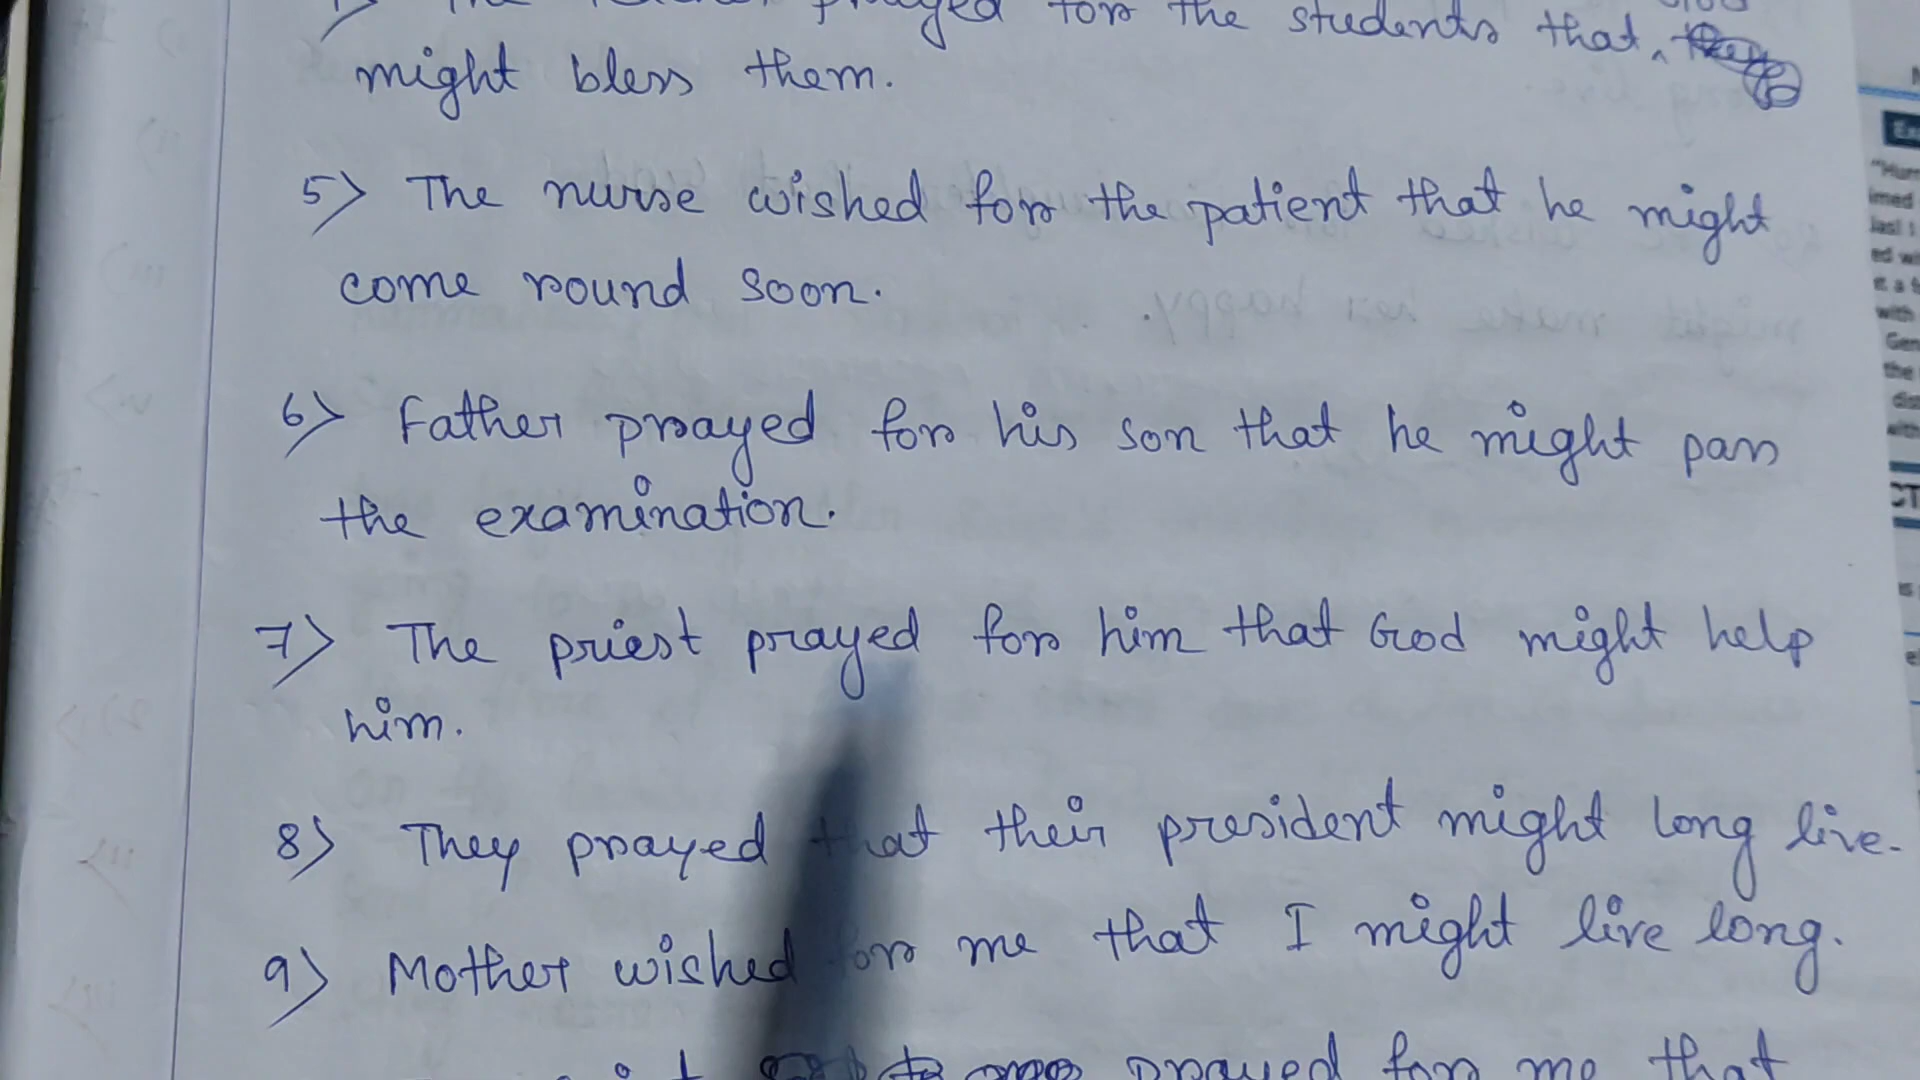 prayed for the students that
might bless them.
5) The nurse wished for the patient that he might
come round soon.
6) Father prayed for his son that he might pass
the examination.
7) The priest prayed for him that God might help
him.
8) They prayed that their president might long live.
9) Mother wished for me that I might live long.
prayed for me that